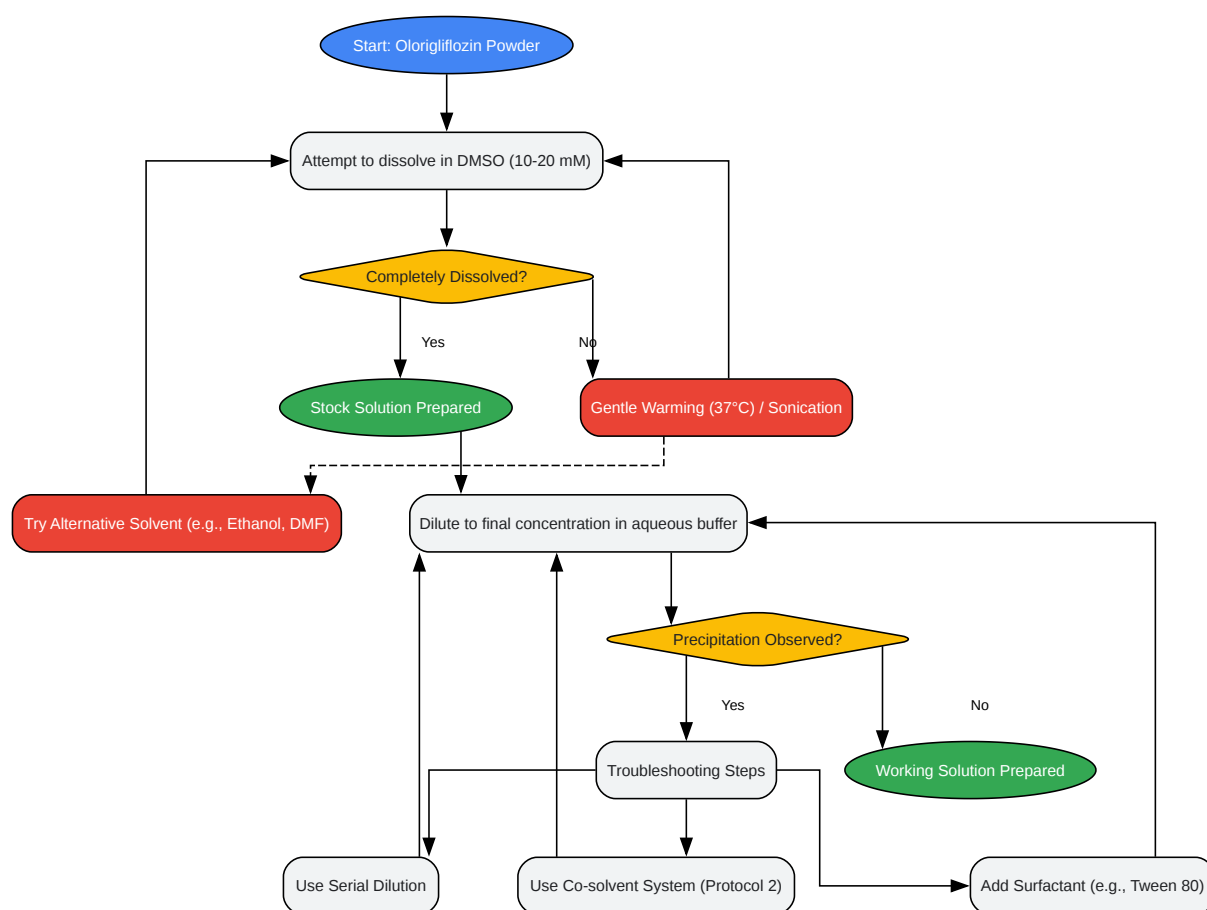 Start: Olorigliflozin Powder
Attempt to dissolve in DMSO (10-20 mM)
Completely Dissolved?
Yes
No
Stock Solution Prepared
Gentle Warming (37°C) / Sonication
Try Alternative Solvent (e.g., Ethanol, DMF)
Dilute to final concentration in aqueous buffer
Precipitation Observed?
Yes
No
Troubleshooting Steps
Working Solution Prepared
Use Serial Dilution
Use Co-solvent System (Protocol 2)
Add Surfactant (e.g., Tween 80)